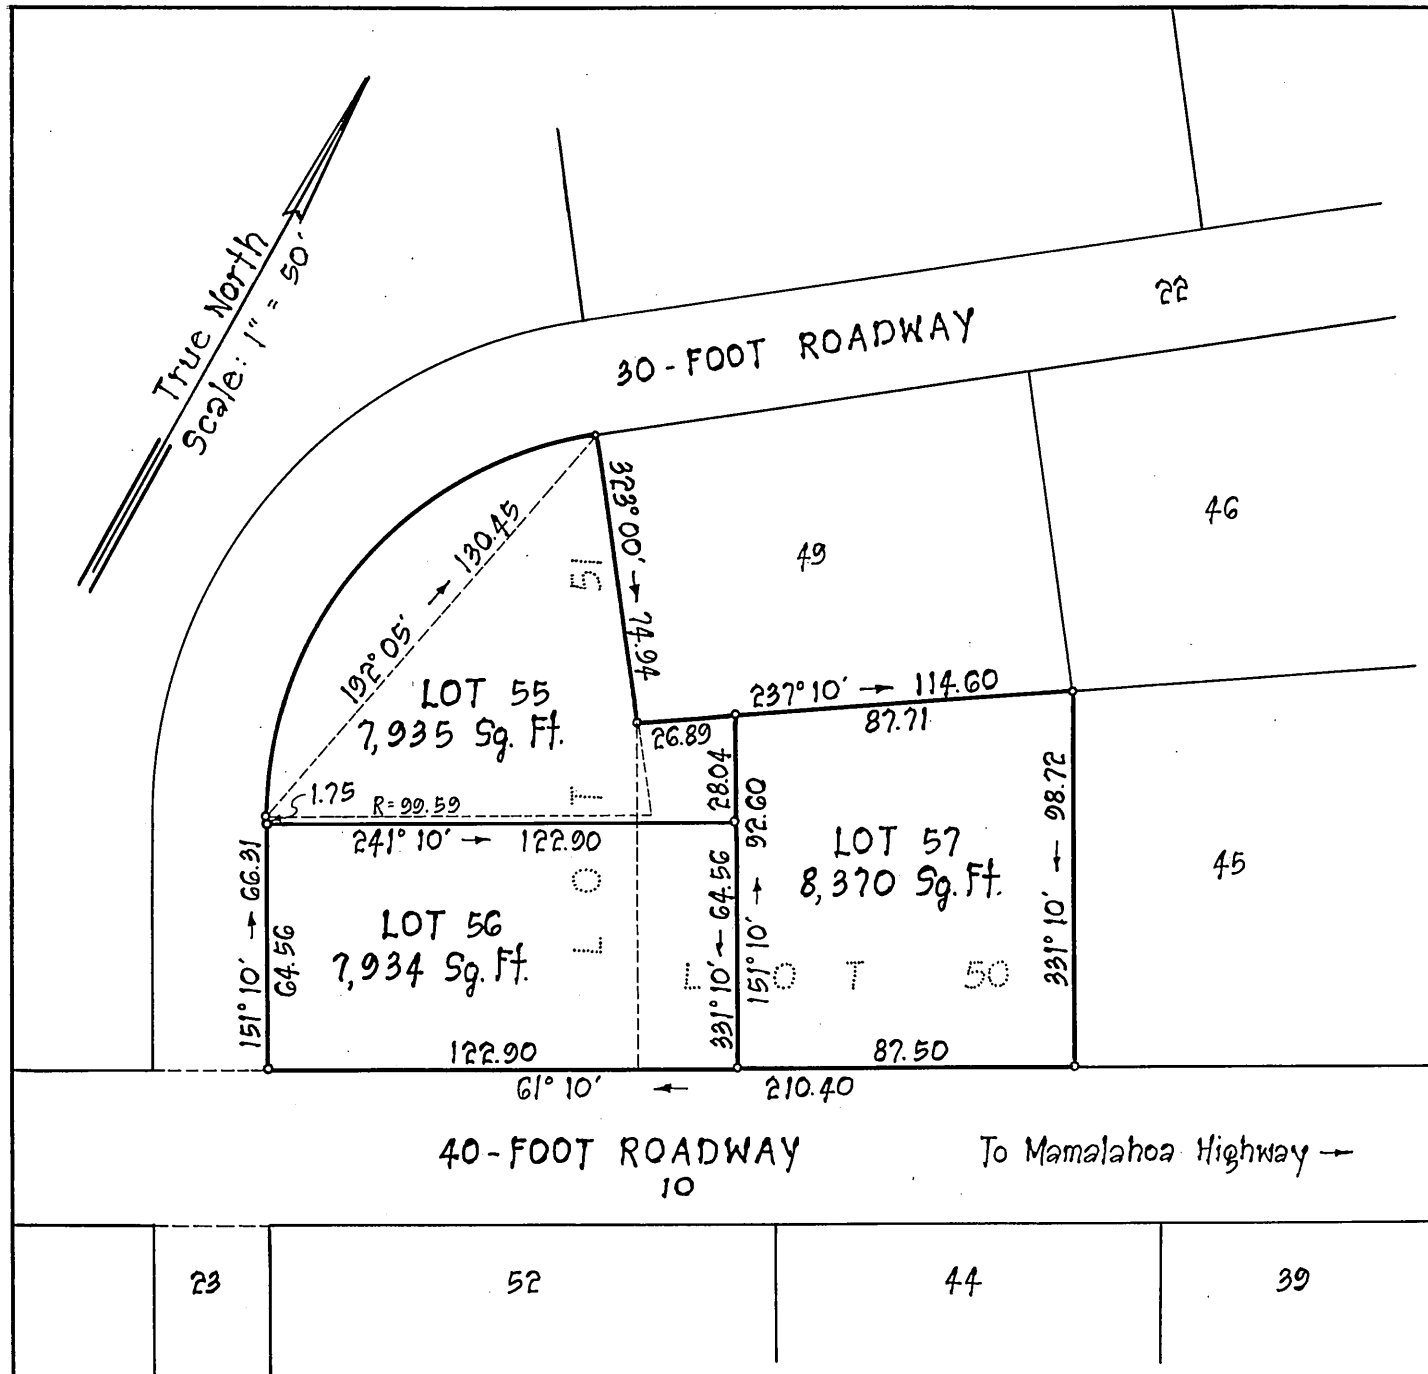 True North
Scale: 1" = 50'
22
30-FOOT ROADWAY
46
49
45
323°00' ← 74.94
192°05' → 130.45
LOT 51
LOT 55
7,935 Sq. Ft.
237°10' → 114.60
87.71
26.89
28.04
1.75
R=99.59
241°10' → 122.90
151°10' → 66.31
64.56
LOT 56
7,934 Sq. Ft.
331°10' ← 64.56
151°10' → 92.60
LOT 57
8,370 Sq. Ft.
331°10' ← 98.72
LOT 50
122.90
87.50
61°10' ← 210.40
40-FOOT ROADWAY
10
To Mamalahoa Highway →
23
52
44
39